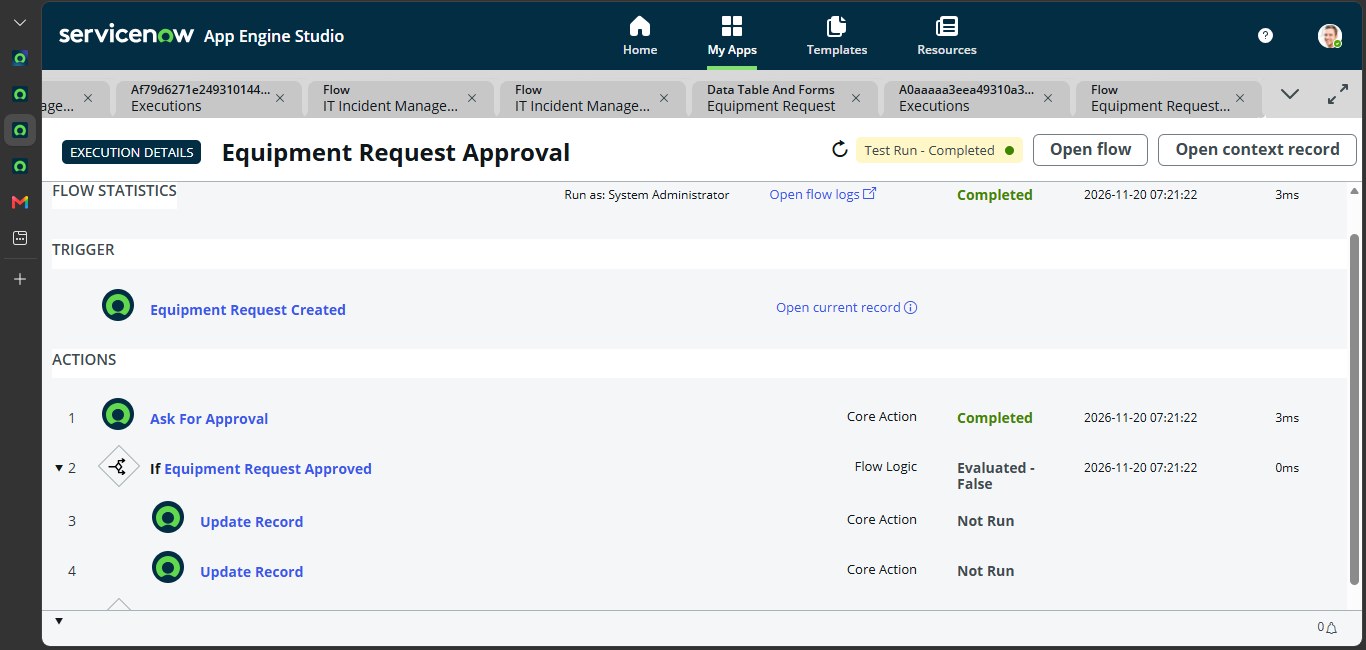 servicenow App Engine Studio
Home
My Apps
Templates
Resources
age...
Af79d6271e249310144...
Executions
Flow
IT Incident Manage...
Flow
IT Incident Manage...
Data Table And Forms
Equipment Request
A0aaaaa3eea49310a3...
Executions
Flow
Equipment Request...
EXECUTION DETAILS
Equipment Request Approval
Test Run - Completed
Open flow
Open context record
FLOW STATISTICS
Run as: System Administrator
Open flow logs
Completed
2026-11-20 07:21:22
3ms
TRIGGER
Equipment Request Created
Open current record
ACTIONS
1 Ask For Approval Core Action Completed 2026-11-20 07:21:22 3ms
2 If Equipment Request Approved Flow Logic Evaluated - 2026-11-20 07:21:22 0ms
False
3 Update Record Core Action Not Run
4 Update Record Core Action Not Run
0